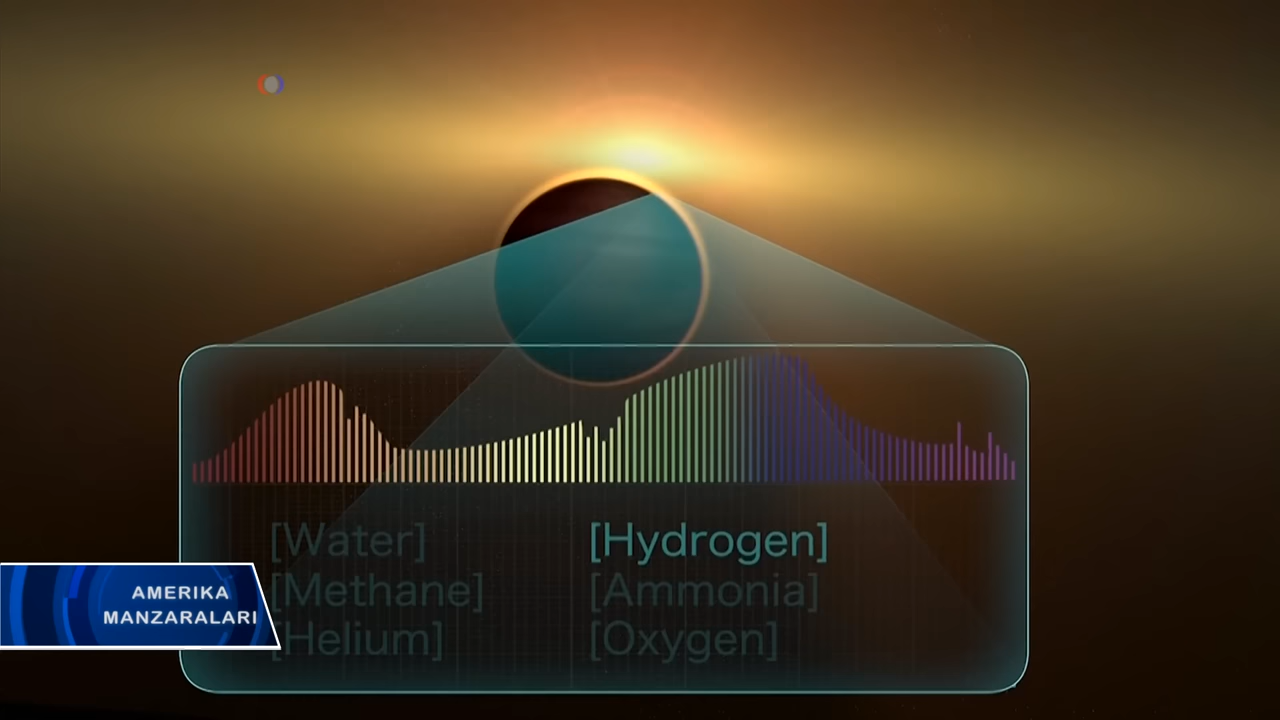 [Water]
[Hydrogen]
[Methane]
[Ammonia]
[Helium]
[Oxygen]
AMERIKA
MANZARALARI